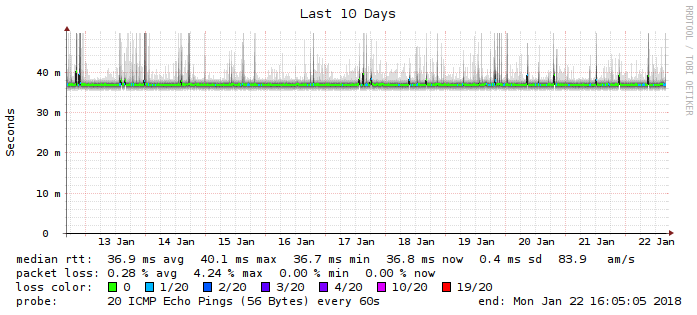 Last 10 Days
RRDTOOL / TOBI OETIKER
Seconds
40 m
30 m
20 m
10 m
0
13 Jan 14 Jan 15 Jan 16 Jan 17 Jan 18 Jan 19 Jan 20 Jan 21 Jan 22 Jan
median rtt: 36.9 ms avg 40.1 ms max 36.7 ms min 36.8 ms now 0.4 ms sd 83.9 am/s
packet loss: 0.28 % avg 4.24 % max 0.00 % min 0.00 % now
loss color: 0 1/20 2/20 3/20 4/20 10/20 19/20
probe: 20 ICMP Echo Pings (56 Bytes) every 60s end: Mon Jan 22 16:05:05 2018